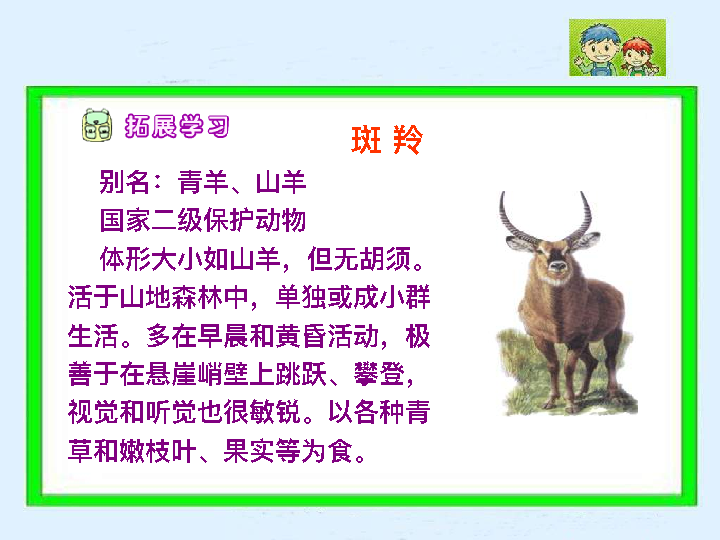 拓展学习
斑 羚
别名：青羊、山羊
国家二级保护动物
体形大小如山羊，但无胡须。
活于山地森林中，单独或成小群
生活。多在早晨和黄昏活动，极
善于在悬崖峭壁上跳跃、攀登，
视觉和听觉也很敏锐。以各种青
草和嫩枝叶、果实等为食。